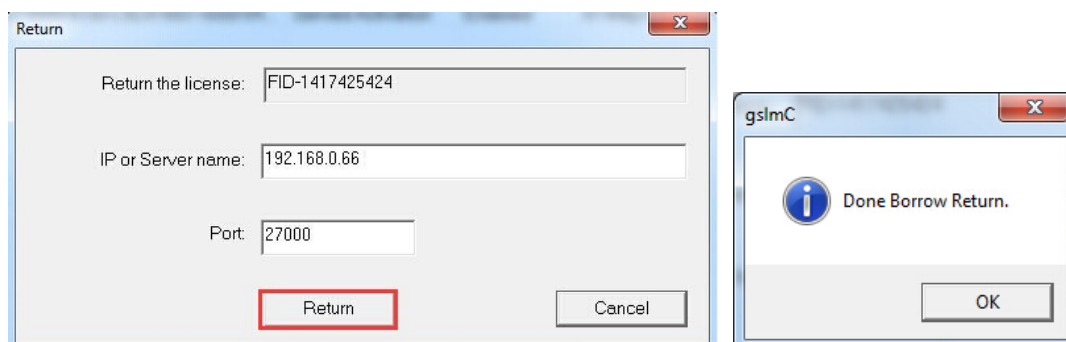 Return
Return the license: FID-1417425424
IP or Server name: 192.168.0.66
Port: 27000
Return Cancel
gslmC
Done Borrow Return.
OK